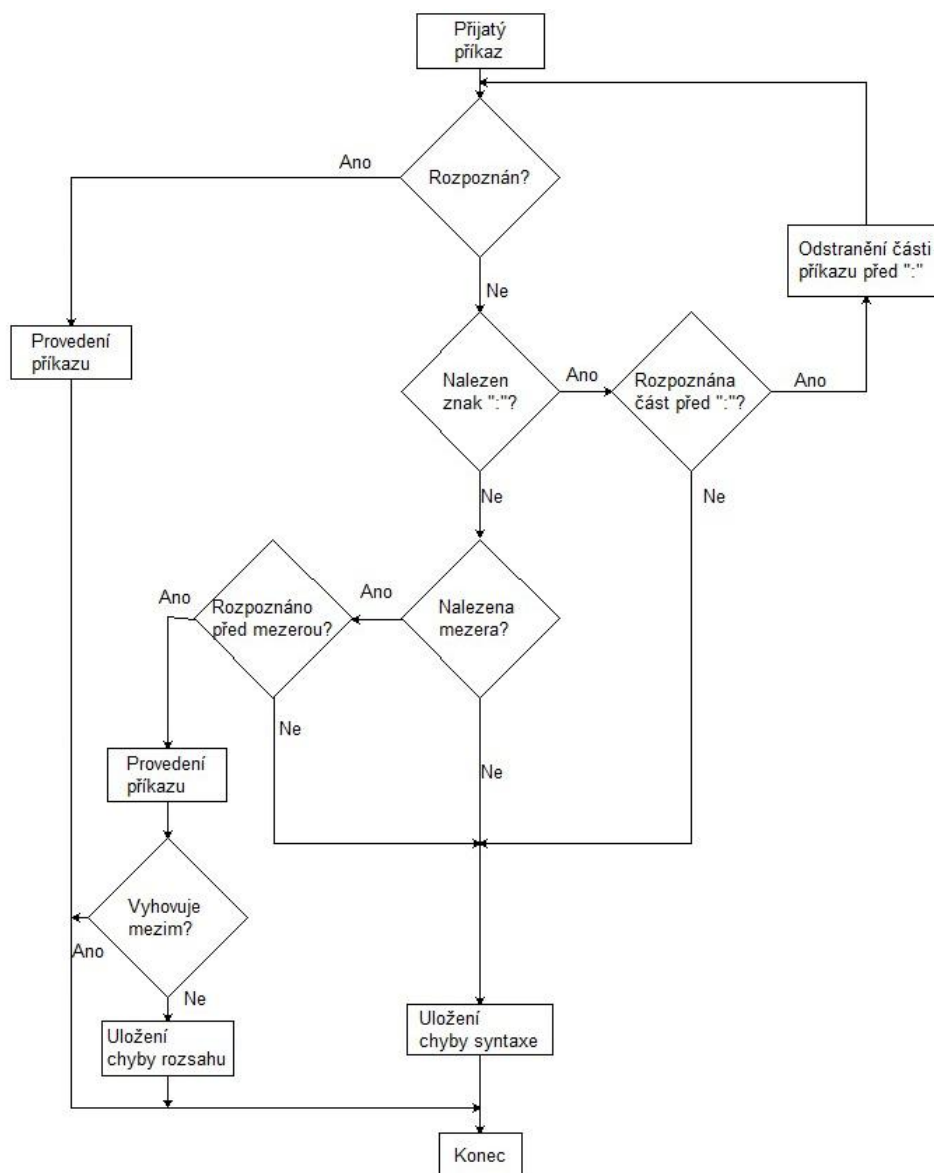 Přijatý
příkaz
Ano
Rozpoznán?
Odstranění části
příkazu před ":"
Ne
Provedení
příkazu
Nalezen
znak ":"?
Ano
Rozpoznána
část před ":"?
Ano
Ne
Ne
Ano
Rozpoznáno
před mezerou?
Ano
Nalezena
mezera?
Ne
Ne
Provedení
příkazu
Vyhovuje
mezim?
Ano
Ne
Uložení
chyby rozsahu
Uložení
chyby syntaxe
Konec